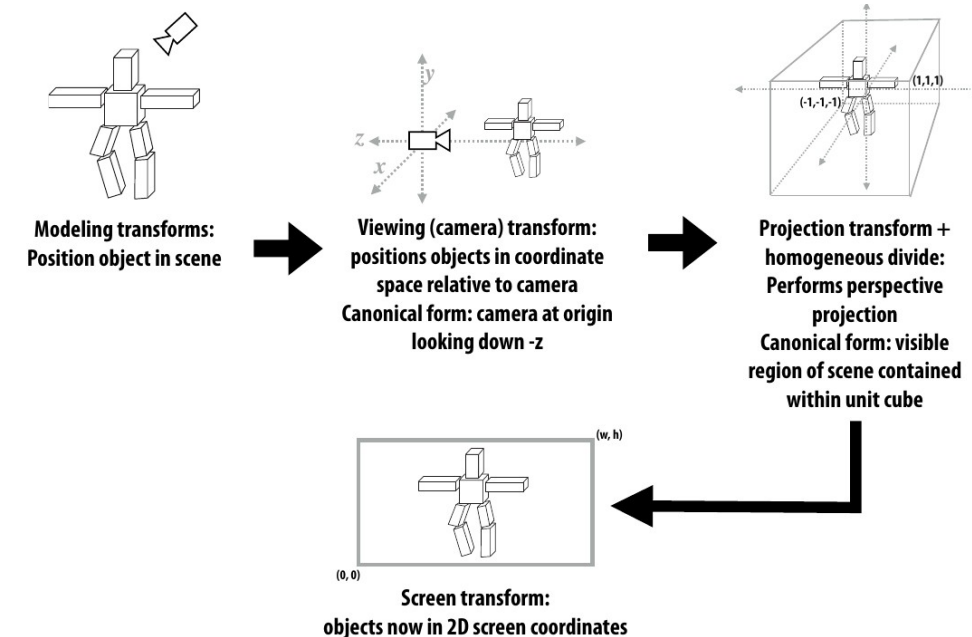 Modeling transforms:
Position object in scene
y
z
x
Viewing (camera) transform:
positions objects in coordinate
space relative to camera
Canonical form: camera at origin
looking down -z
(1,1,1)
(-1,-1,-1)
Projection transform +
homogeneous divide:
Performs perspective
projection
Canonical form: visible
region of scene contained
within unit cube
(w, h)
(0, 0)
Screen transform:
objects now in 2D screen coordinates